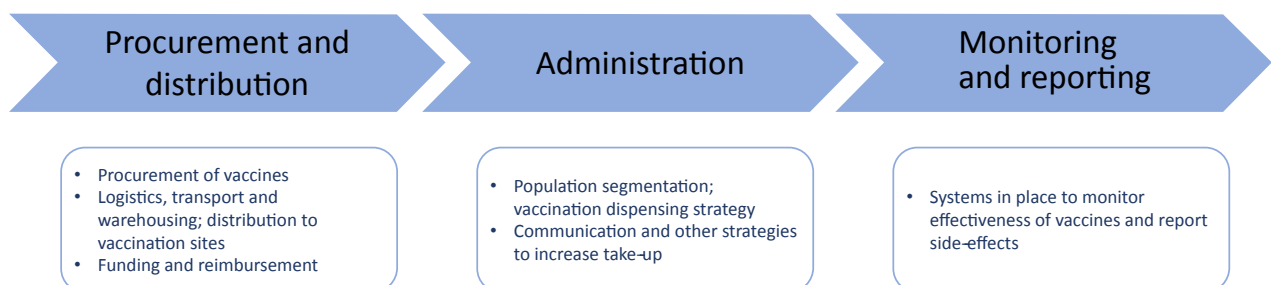 Procurement and
distribution
Administration
Monitoring
and reporting
• Procurement of vaccines
• Logistics, transport and
warehousing; distribution to
vaccination sites
• Funding and reimbursement
• Population segmentation;
vaccination dispensing strategy
• Communication and other strategies
to increase take-up
• Systems in place to monitor
effectiveness of vaccines and report
side-effects